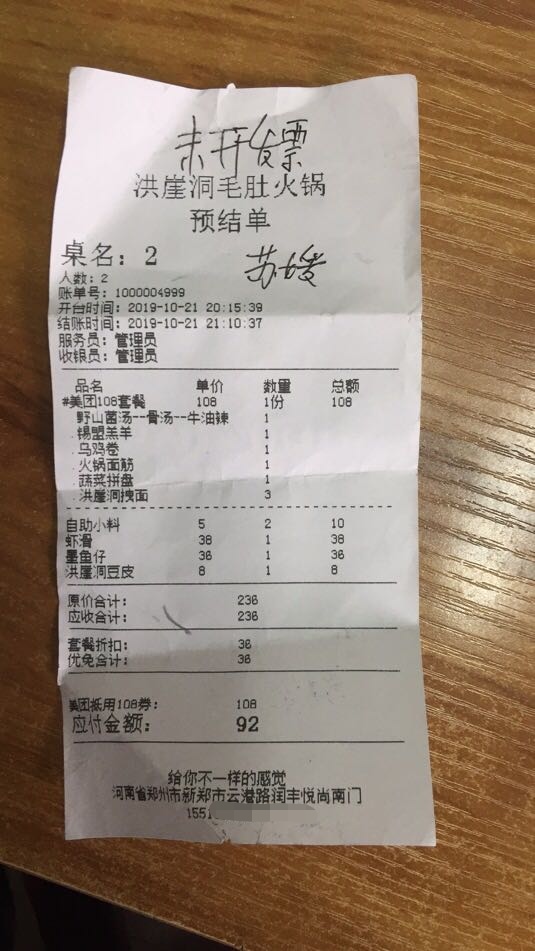 未开发票
洪崖洞毛肚火锅
预结单
桌名：2
苏媛
人数：2
账单号：1000004999
开台时间：2019-10-21 20:15:39
结账时间：2019-10-21 21:10:37
服务员：管理员
收银员：管理员
品名 单价 数量 总额
#美团108套餐 108 1份 108
.野山菌汤--骨汤--牛油辣 1
.锡盟羔羊 1
.乌鸡卷 1
.火锅面筋 1
.蔬菜拼盘 1
.洪崖洞拽面 3
自助小料 5 2 10
虾滑 38 1 38
墨鱼仔 36 1 36
洪崖洞豆皮 8 1 8
原价合计： 236
应收合计： 236
套餐折扣： 36
优免合计： 36
美团抵用108券： 108
应付金额： 92
给你不一样的感觉
河南省郑州市新郑市云港路润丰悦尚南门
1551